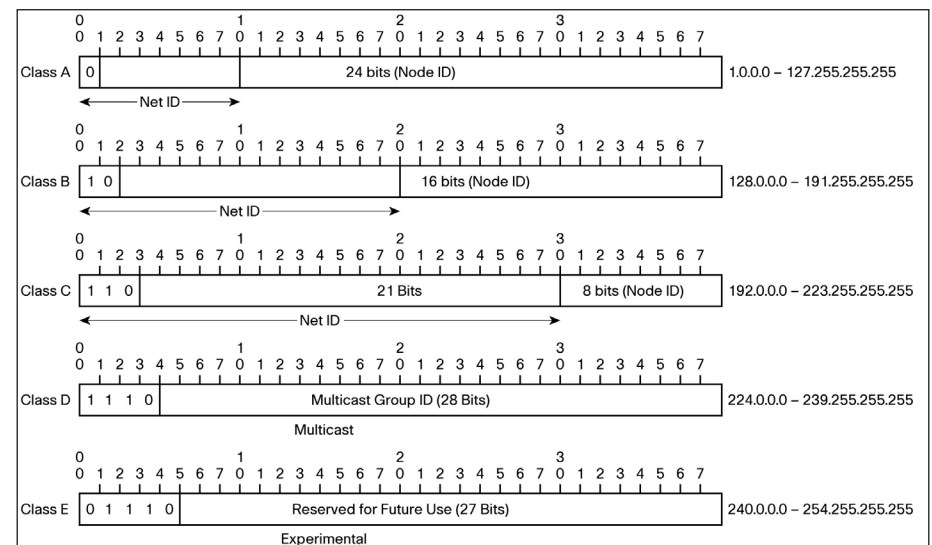 0 1 2 3
0 1 2 3 4 5 6 7 0 1 2 3 4 5 6 7 0 1 2 3 4 5 6 7 0 1 2 3 4 5 6 7
Class A 0 24 bits (Node ID) 1.0.0.0 – 127.255.255.255
Net ID
0 1 2 3
0 1 2 3 4 5 6 7 0 1 2 3 4 5 6 7 0 1 2 3 4 5 6 7 0 1 2 3 4 5 6 7
Class B 1 0 16 bits (Node ID) 128.0.0.0 – 191.255.255.255
Net ID
0 1 2 3
0 1 2 3 4 5 6 7 0 1 2 3 4 5 6 7 0 1 2 3 4 5 6 7 0 1 2 3 4 5 6 7
Class C 1 1 0 21 Bits 8 bits (Node ID) 192.0.0.0 – 223.255.255.255
Net ID
0 1 2 3
0 1 2 3 4 5 6 7 0 1 2 3 4 5 6 7 0 1 2 3 4 5 6 7 0 1 2 3 4 5 6 7
Class D 1 1 1 0 Multicast Group ID (28 Bits) 224.0.0.0 – 239.255.255.255
Multicast
0 1 2 3
0 1 2 3 4 5 6 7 0 1 2 3 4 5 6 7 0 1 2 3 4 5 6 7 0 1 2 3 4 5 6 7
Class E 0 1 1 1 0 Reserved for Future Use (27 Bits) 240.0.0.0 – 254.255.255.255
Experimental